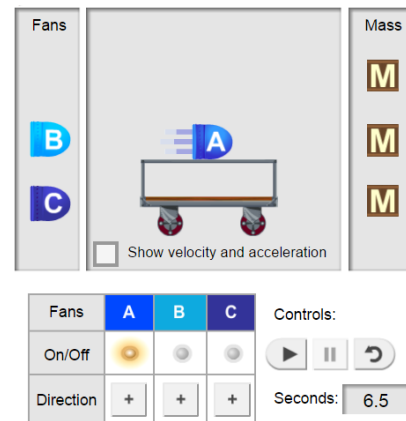 Fans
Mass
M
A
B
M
C
M
Show velocity and acceleration
Fans A B C
Controls:
On/Off
Direction + + +
Seconds: 6.5